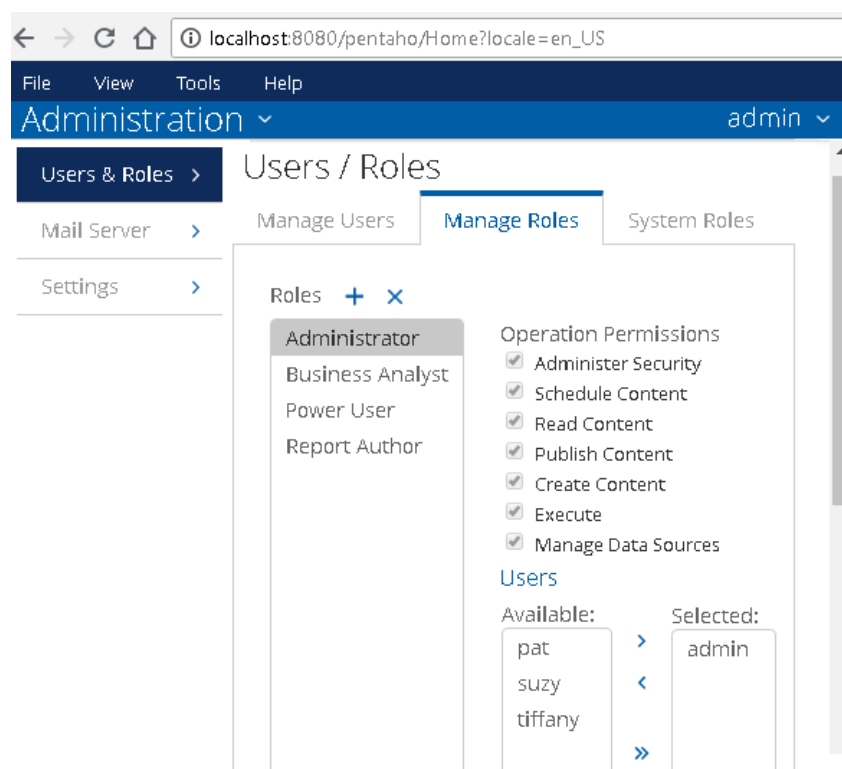 localhost:8080/pentaho/Home?locale=en_US
File View Tools Help
Administration admin
Users & Roles
Mail Server
Settings
Users / Roles
Manage Users Manage Roles System Roles
Roles
Administrator
Business Analyst
Power User
Report Author
Operation Permissions
Administer Security
Schedule Content
Read Content
Publish Content
Create Content
Execute
Manage Data Sources
Users
Available:
pat
suzy
tiffany
Selected:
admin